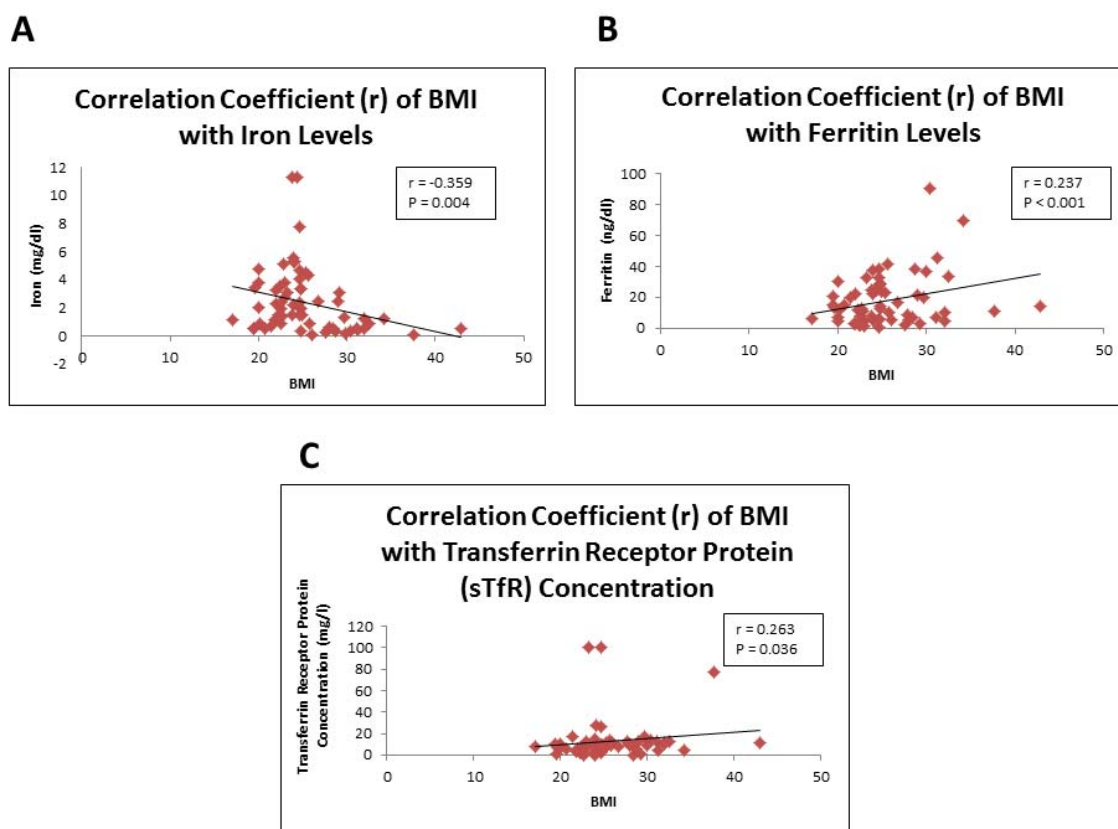 A
Correlation Coefficient (r) of BMI
with Iron Levels
r = -0.359
P = 0.004
Iron (mg/dl)
12
10
8
6
4
2
0
-2
0
10
20
30
40
50
BMI
B
Correlation Coefficient (r) of BMI
with Ferritin Levels
r = 0.237
P < 0.001
Ferritin (ng/dl)
100
80
60
40
20
0
0
10
20
30
40
50
BMI
C
Correlation Coefficient (r) of BMI
with Transferrin Receptor Protein
(sTfR) Concentration
r = 0.263
P = 0.036
Transferrin Receptor Protein
Concentration (mg/l)
120
100
80
60
40
20
0
0
10
20
30
40
50
BMI